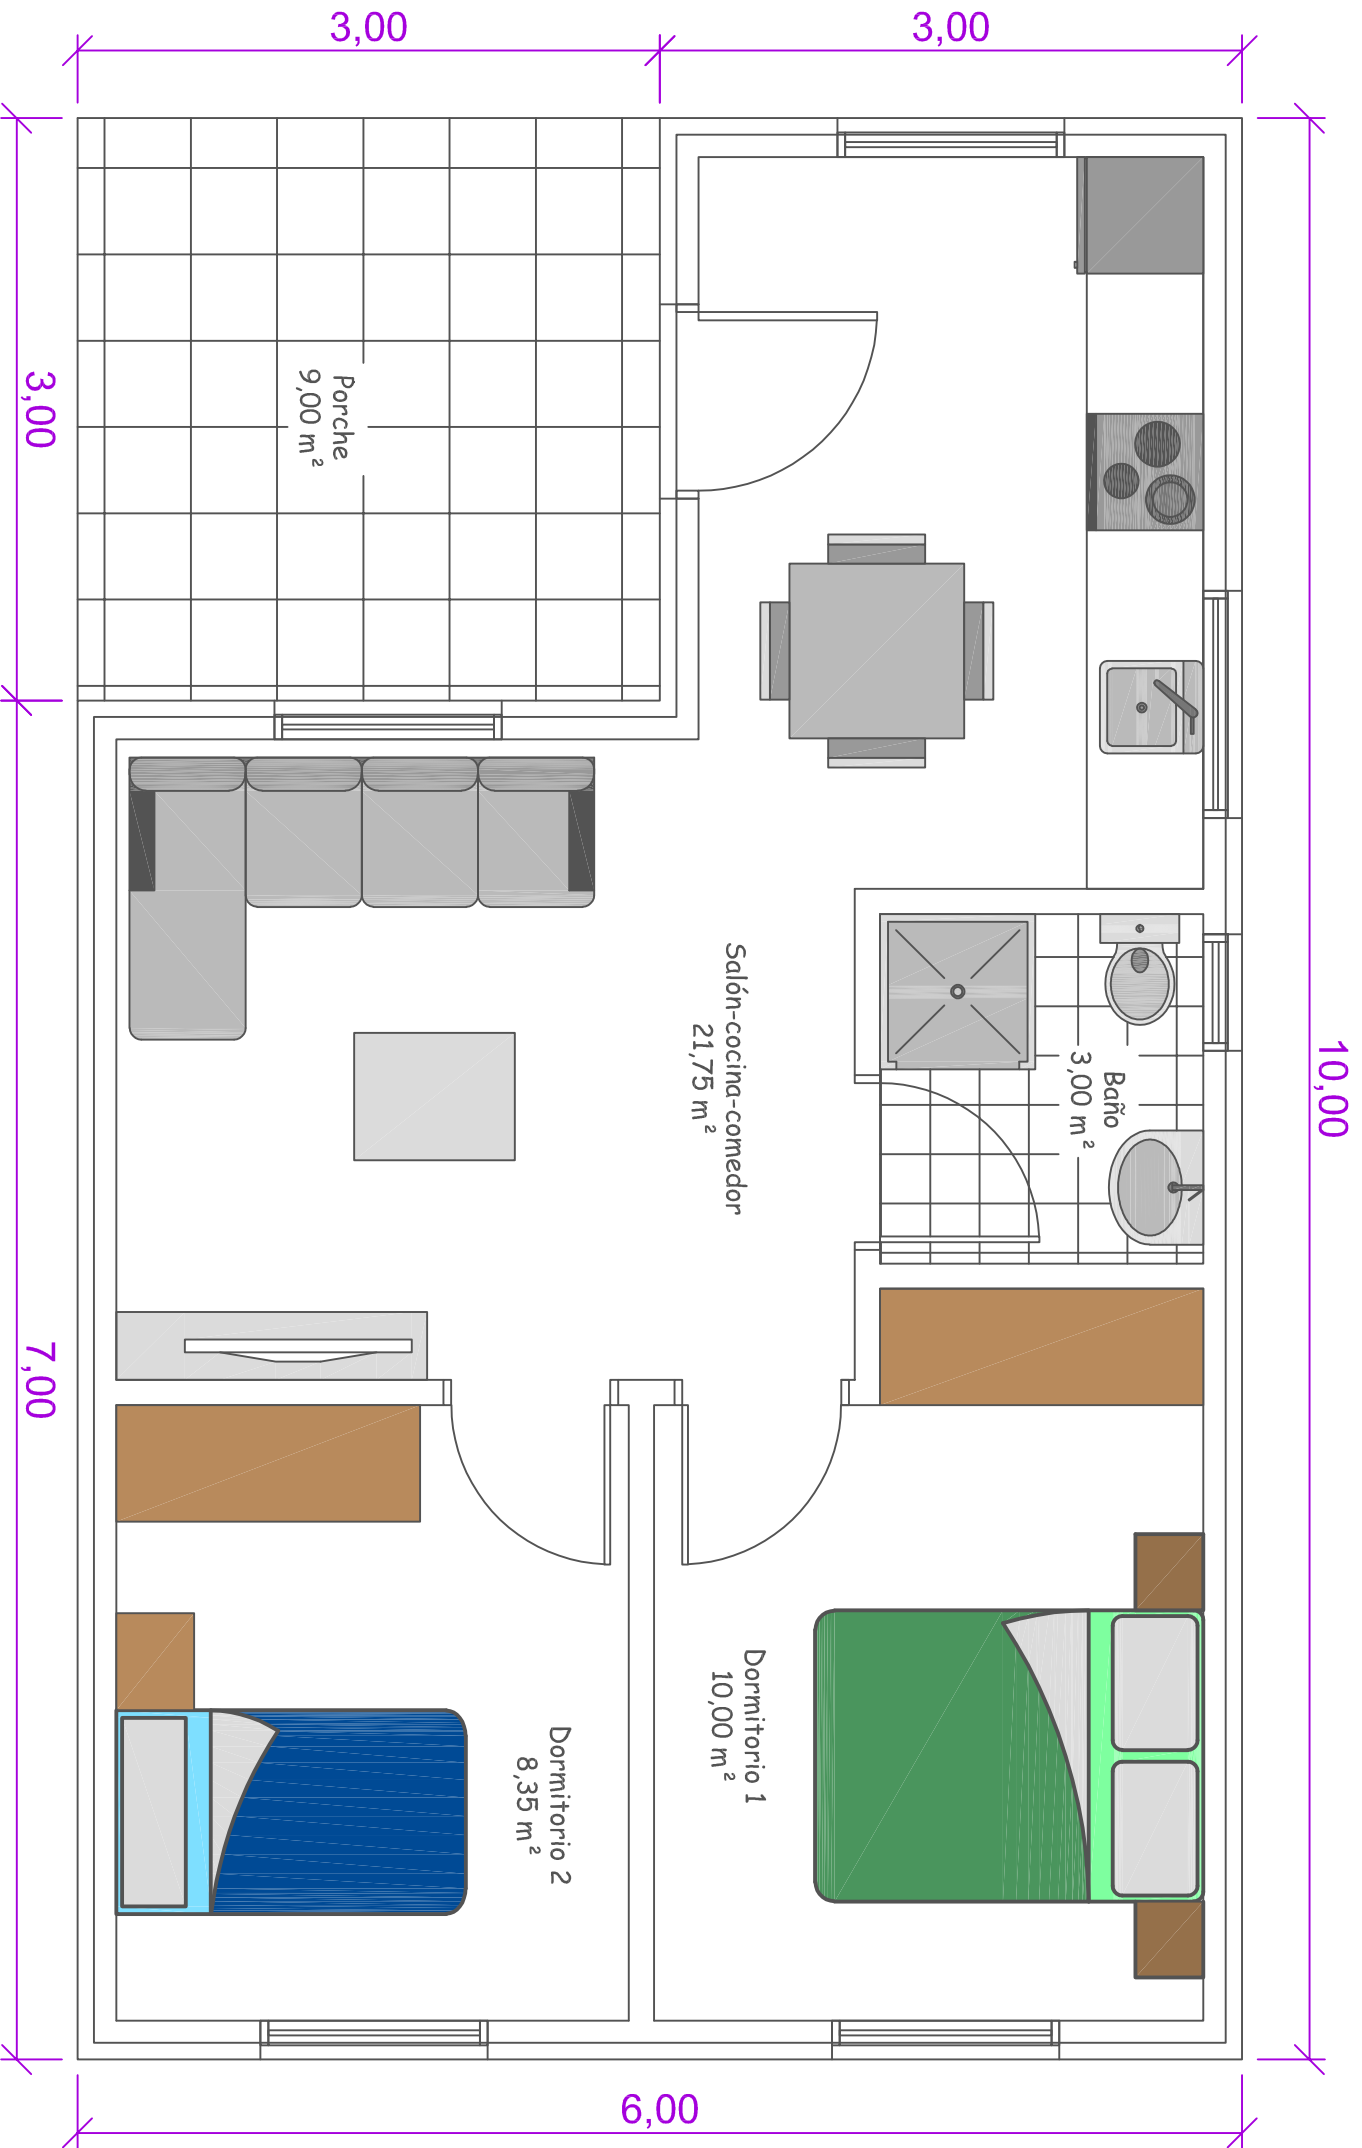 3,00
3,00
3,00
Porche
9,00 m²
10,00
Salón-cocina-comedor
21,75 m²
Baño
3,00 m²
7,00
Dormitorio 1
10,00 m²
Dormitorio 2
8,35 m²
6,00